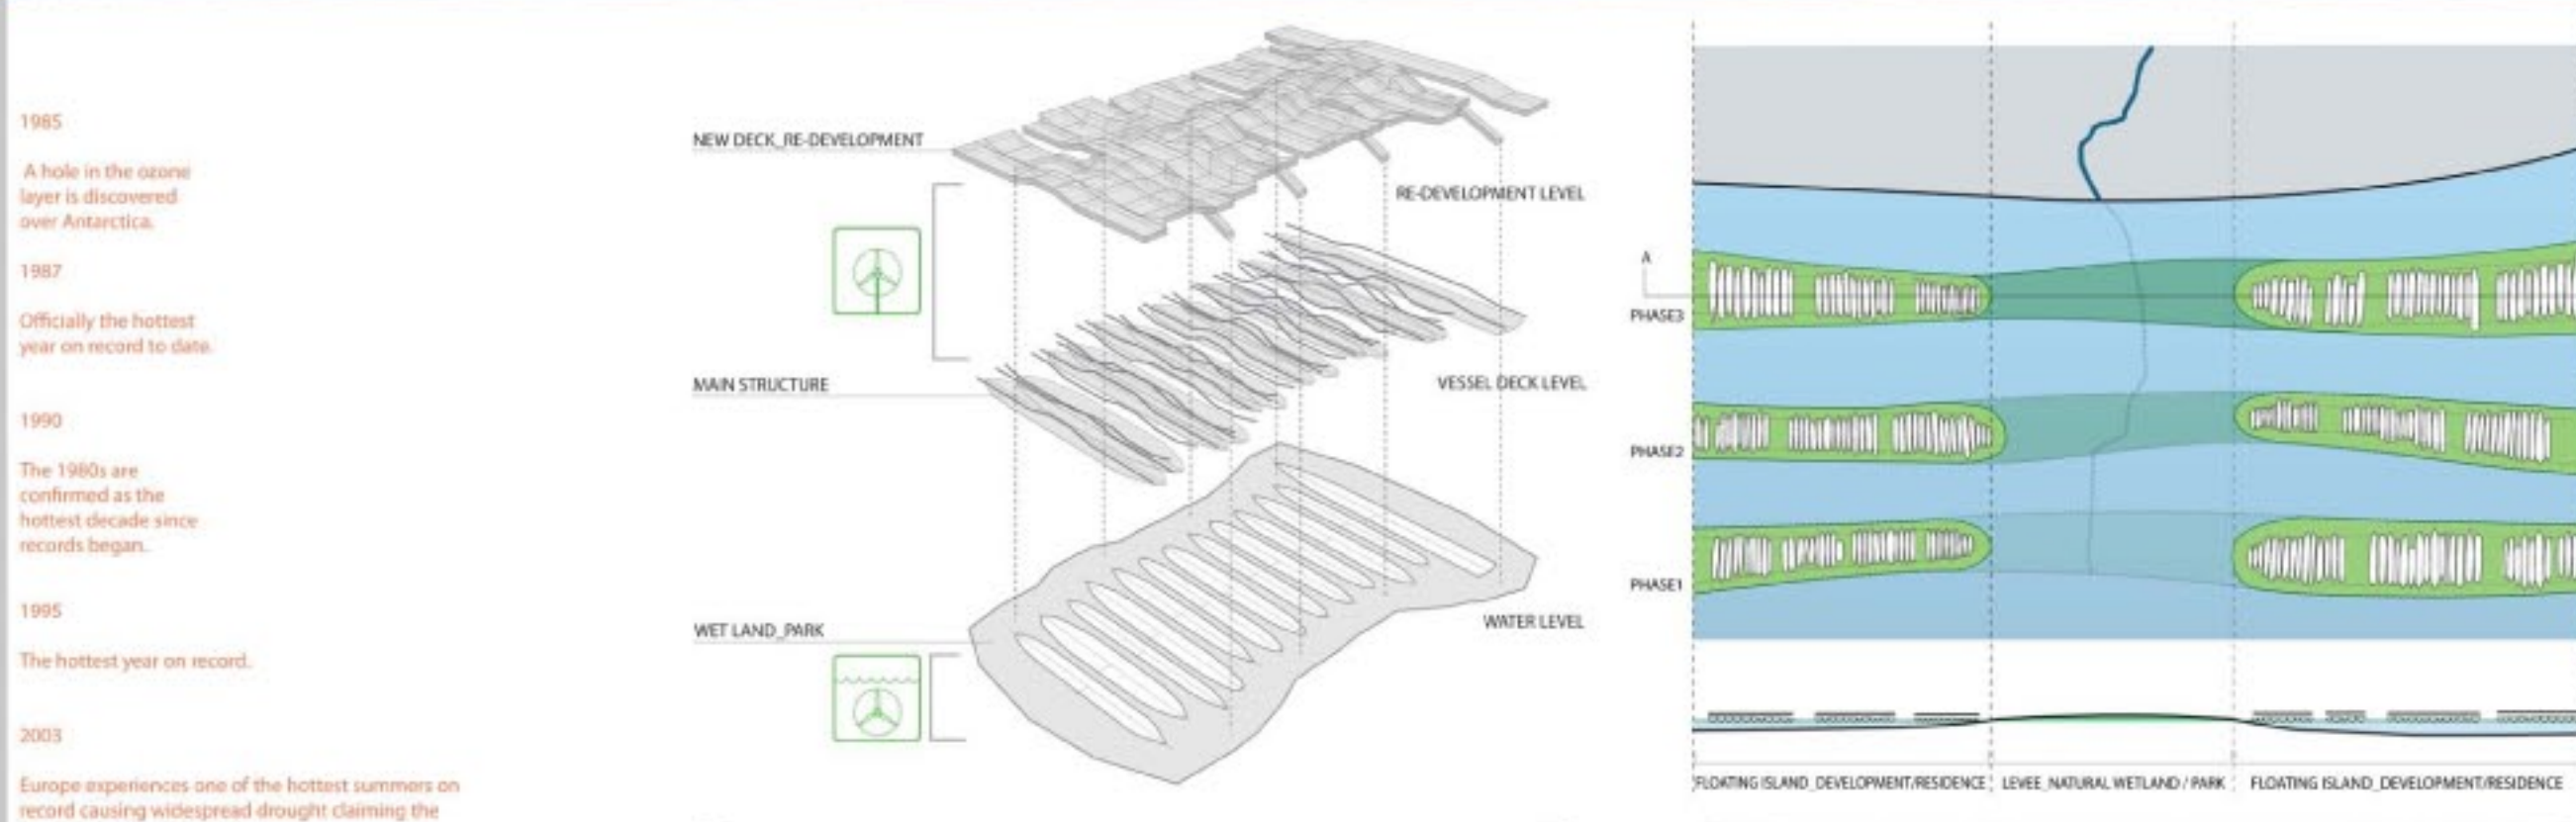 1985
A hole in the ozone
layer is discovered
over Antarctica.
1987
Officially the hottest
year on record to date.
1990
The 1980s are
confirmed as the
hottest decade since
records began.
1995
The hottest year on record.
2003
Europe experiences one of the hottest summers on
record causing widespread drought claiming the
NEW DECK_RE-DEVELOPMENT
RE-DEVELOPMENT LEVEL
MAIN STRUCTURE
VESSEL DECK LEVEL
WET LAND_PARK
WATER LEVEL
A
PHASE3
PHASE2
PHASE1
FLOATING ISLAND_DEVELOPMENT/RESIDENCE
LEVEE_NATURAL WETLAND / PARK
FLOATING ISLAND_DEVELOPMENT/RESIDENCE